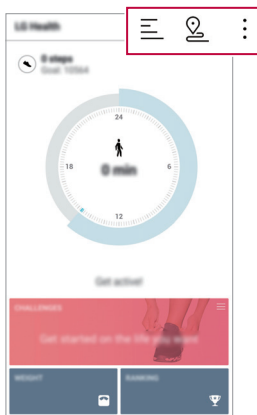 LG Health
0 steps
Goal: 10564
24
18
6
0 min
12
Get active!
CHALLENGES
Get started on the life you want
WEIGHT
RANKING